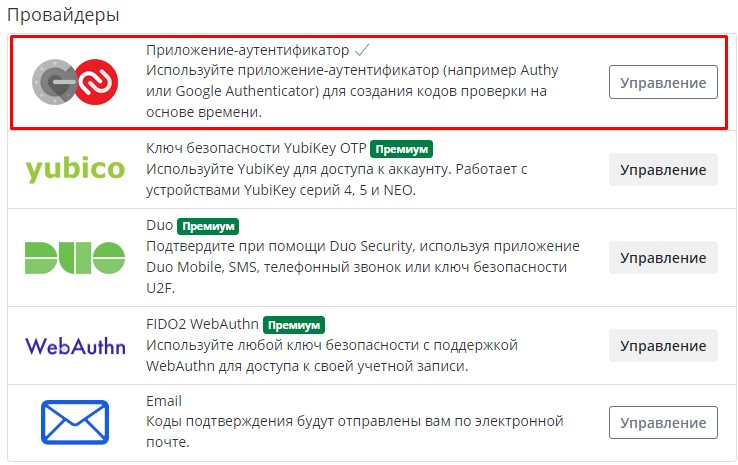 Провайдеры
Приложение-аутентификатор
Используйте приложение-аутентификатор (например Authy
или Google Authenticator) для создания кодов проверки на
основе времени.
Управление
yubico
Ключ безопасности YubiKey OTP Премиум
Используйте YubiKey для доступа к аккаунту. Работает с
устройствами YubiKey серий 4, 5 и NEO.
Управление
DUO
Duo Премиум
Подтвердите при помощи Duo Security, используя приложение
Duo Mobile, SMS, телефонный звонок или ключ безопасности
U2F.
Управление
WebAuthn
FIDO2 WebAuthn Премиум
Используйте любой ключ безопасности с поддержкой
WebAuthn для доступа к своей учетной записи.
Управление
Email
Коды подтверждения будут отправлены вам по электронной
почте.
Управление